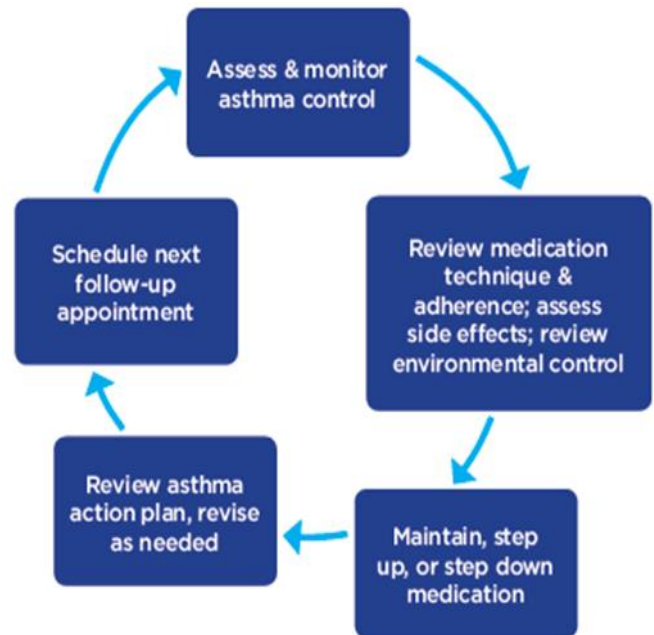 Assess & monitor
asthma control
Review medication
technique &
adherence; assess
side effects; review
environmental control
Maintain, step
up, or step down
medication
Review asthma
action plan, revise
as needed
Schedule next
follow-up
appointment